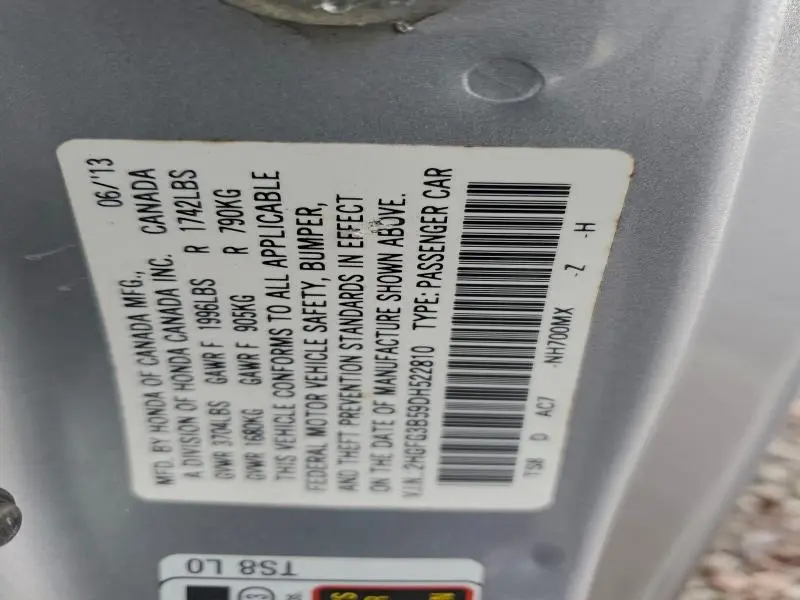 MFD. BY HONDA OF CANADA MFG., 06/'13
A DIVISION OF HONDA CANADA INC. CANADA
GVWR 3704LBS GAWR F 1996LBS R 1742LBS
GVWR 1680KG GAWR F 905KG R 790KG
THIS VEHICLE CONFORMS TO ALL APPLICABLE
FEDERAL MOTOR VEHICLE SAFETY, BUMPER,
AND THEFT PREVENTION STANDARDS IN EFFECT
ON THE DATE OF MANUFACTURE SHOWN ABOVE.
V.I.N. 2HGFG3B59DH522810 TYPE: PASSENGER CAR
TS8 D AC7 -NH700MX -Z -H
TS8 L0